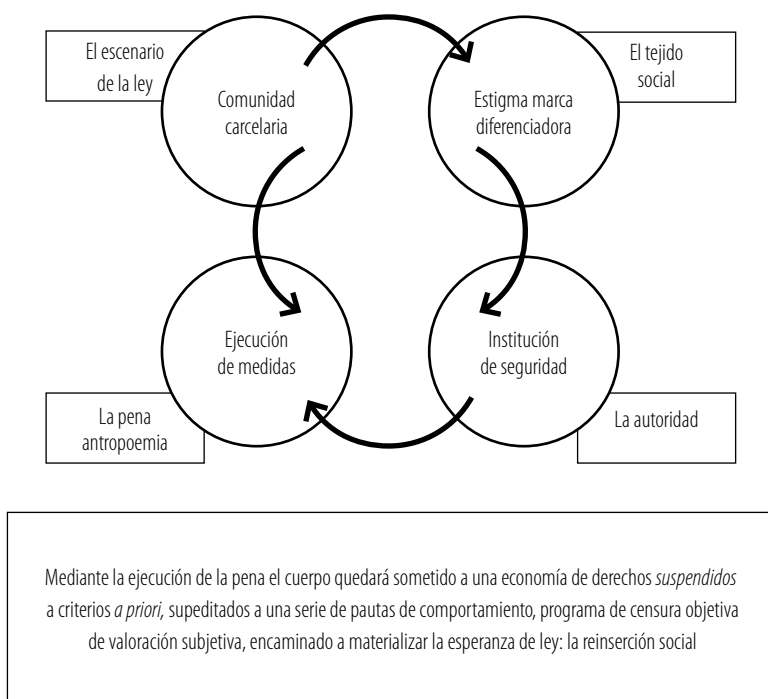 El escenario
de la ley
Comunidad
carcelaria
Estigma marca
diferenciadora
El tejido
social
Ejecución
de medidas
Institución
de seguridad
La pena
antropoemia
La autoridad
Mediante la ejecución de la pena el cuerpo quedará sometido a una economía de derechos suspendidos
a criterios a priori, supeditados a una serie de pautas de comportamiento, programa de censura objetiva
de valoración subjetiva, encaminado a materializar la esperanza de ley: la reinserción social